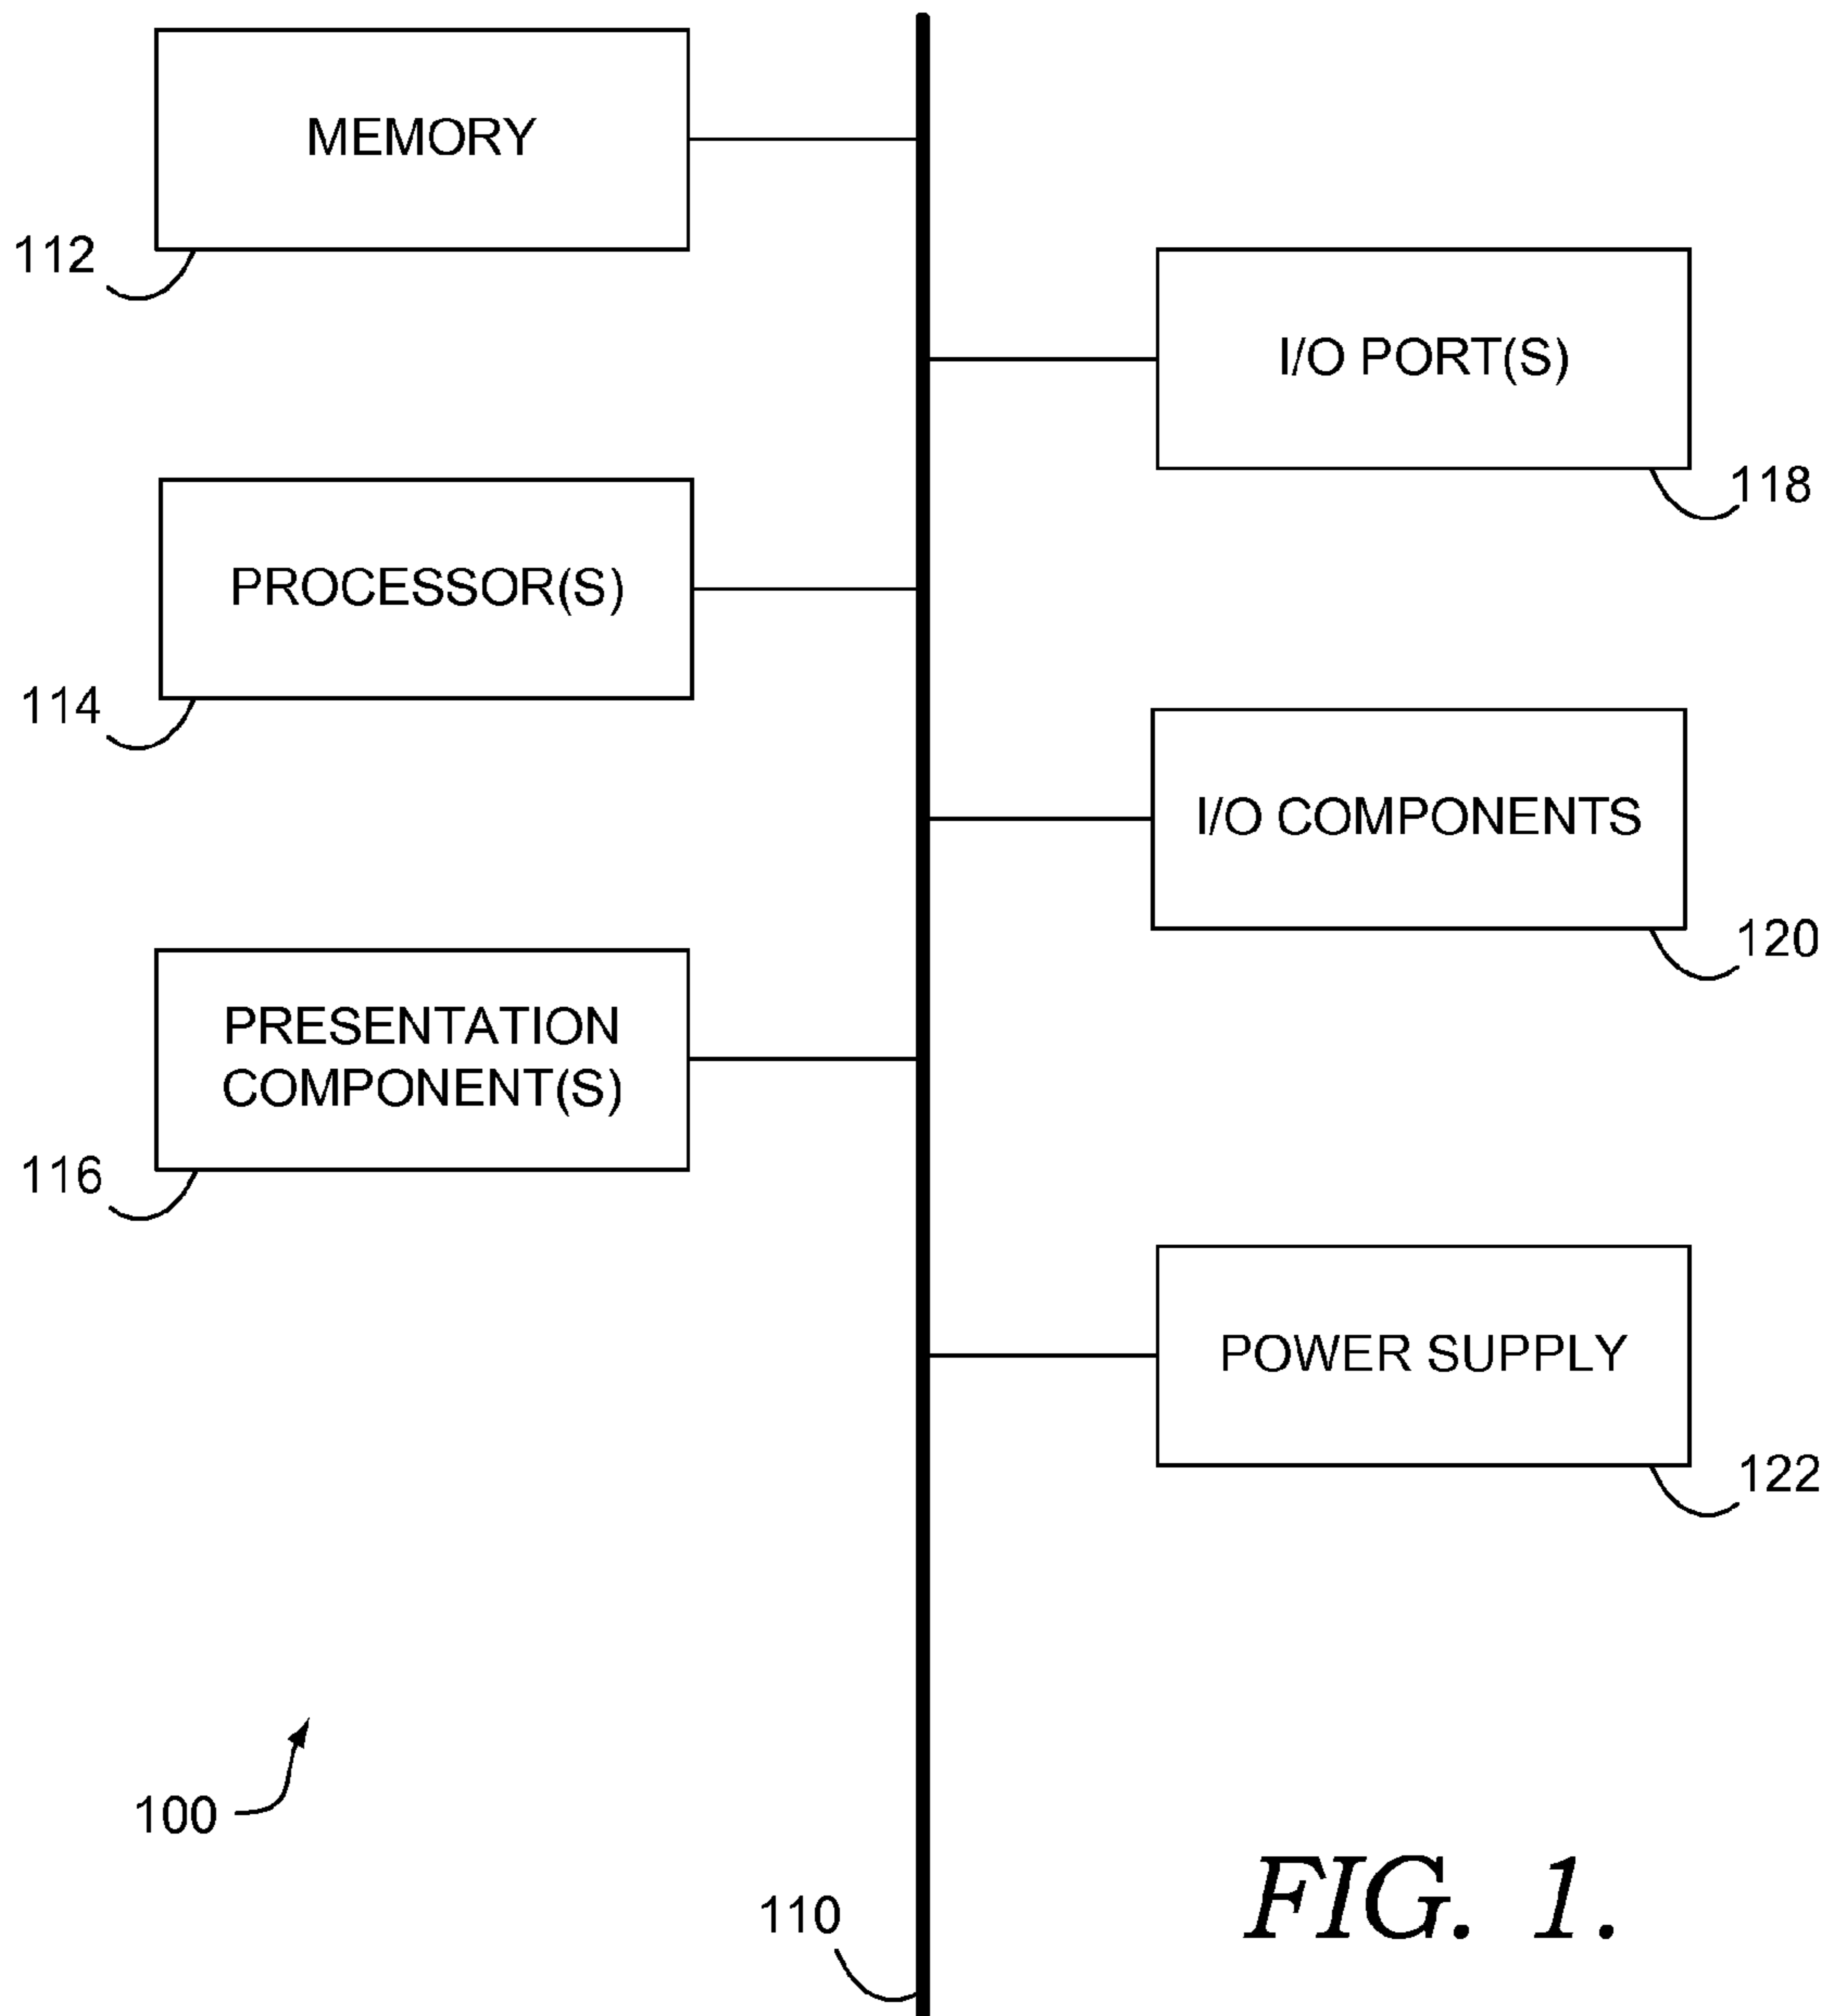 MEMORY
112
I/O PORT(S)
118
PROCESSOR(S)
114
I/O COMPONENTS
120
PRESENTATION
COMPONENT(S)
116
POWER SUPPLY
122
100
110
FIG. 1.